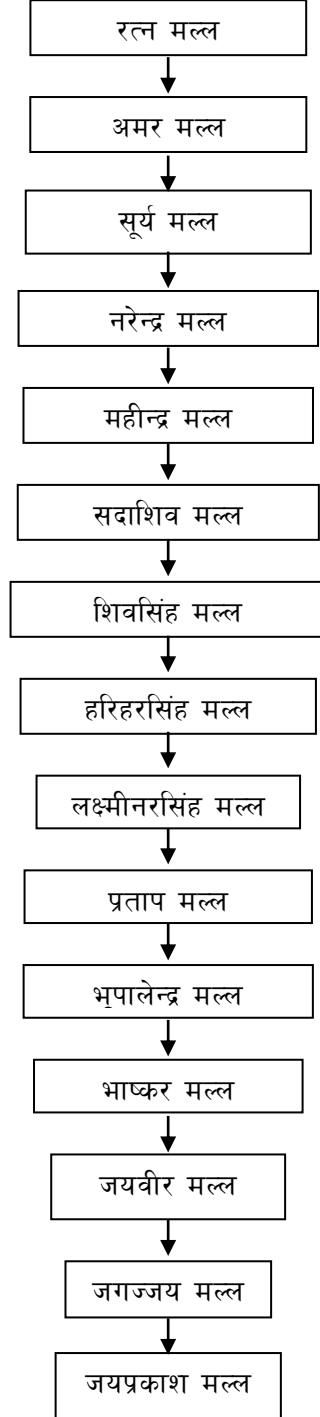 रत्न मल्ल
अमर मल्ल
सूर्य मल्ल
नरेन्द्र मल्ल
महीन्द्र मल्ल
सदाशिव मल्ल
शिवसिंह मल्ल
हरिहरसिंह मल्ल
लक्ष्मीनरसिंह मल्ल
प्रताप मल्ल
भूपालेन्द्र मल्ल
भाष्कर मल्ल
जयवीर मल्ल
जगज्जय मल्ल
जयप्रकाश मल्ल